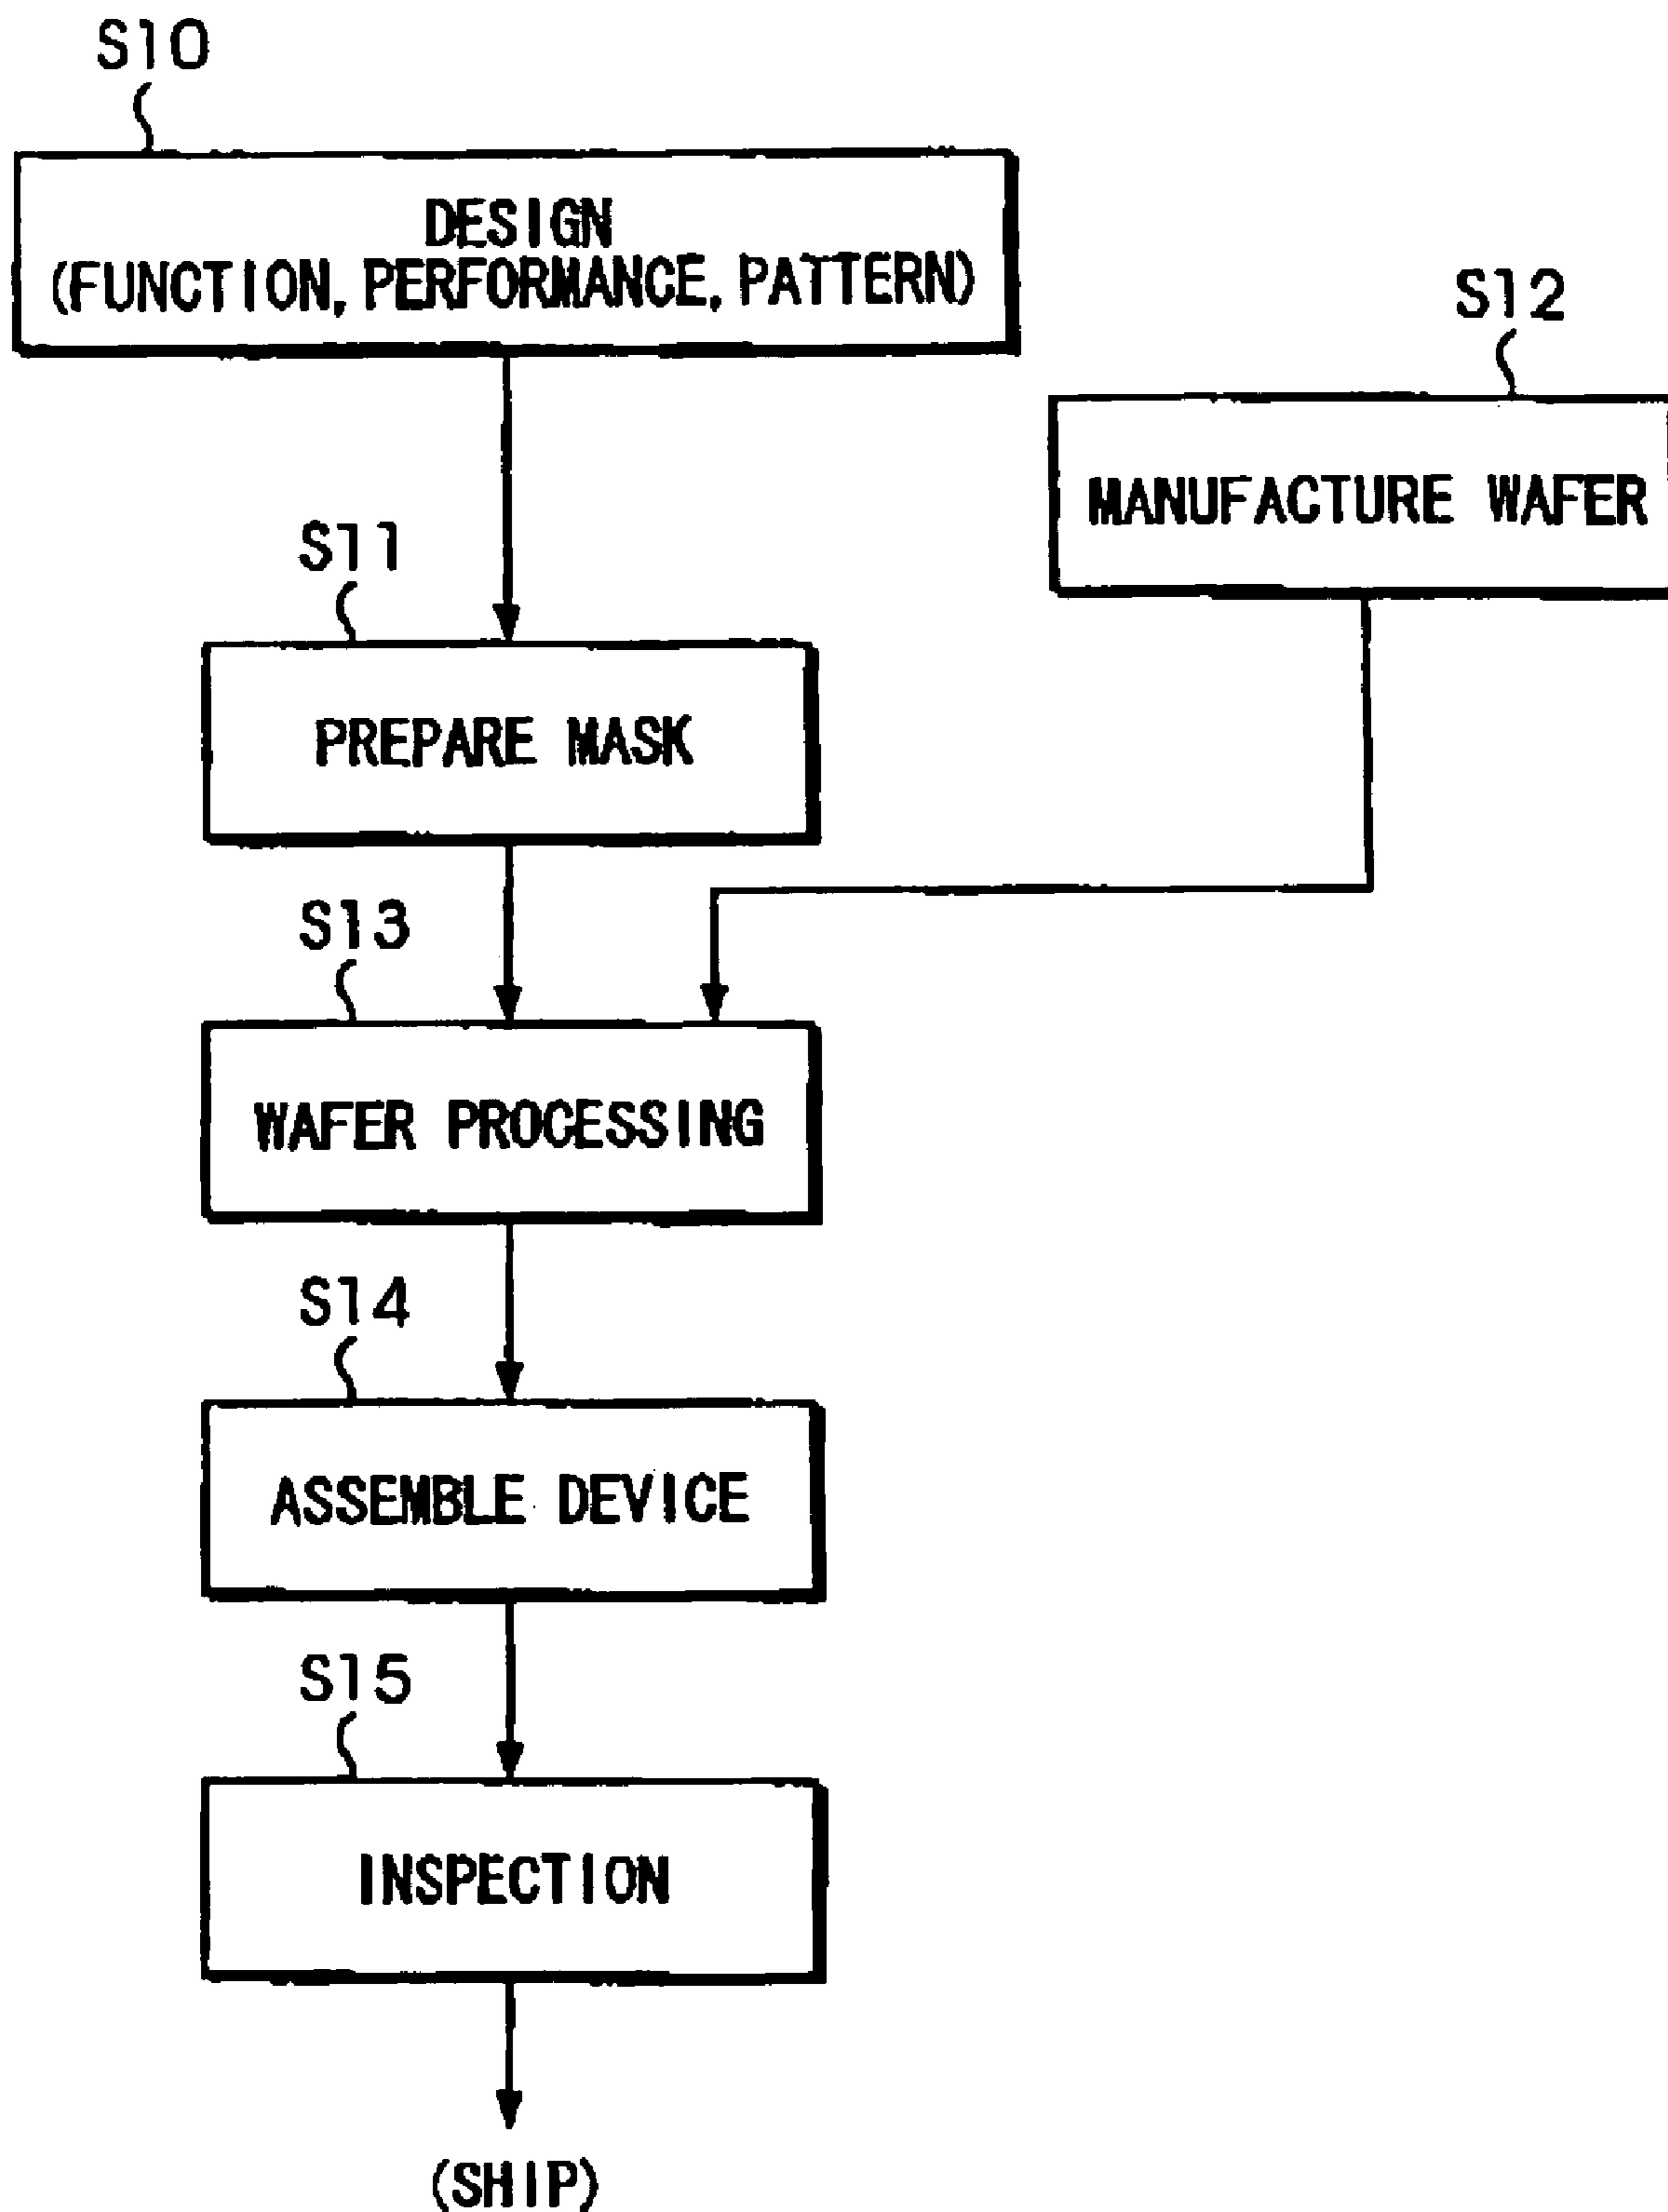 S10
DESIGN
(FUNCTION, PERFORMANCE, PATTERN)
S12
MANUFACTURE WAFER
S11
PREPARE MASK
S13
WAFER PROCESSING
S14
ASSEMBLE DEVICE
S15
INSPECTION
(SHIP)